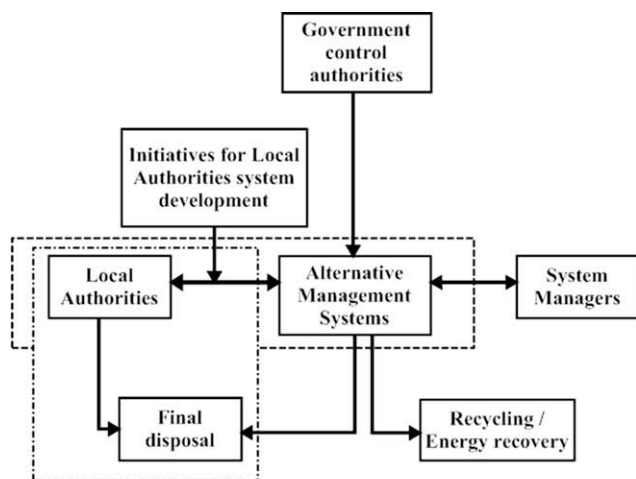 Government
control
authorities
Initiatives for Local
Authorities system
development
Local
Authorities
Alternative
Management
Systems
System
Managers
Final
disposal
Recycling /
Energy recovery